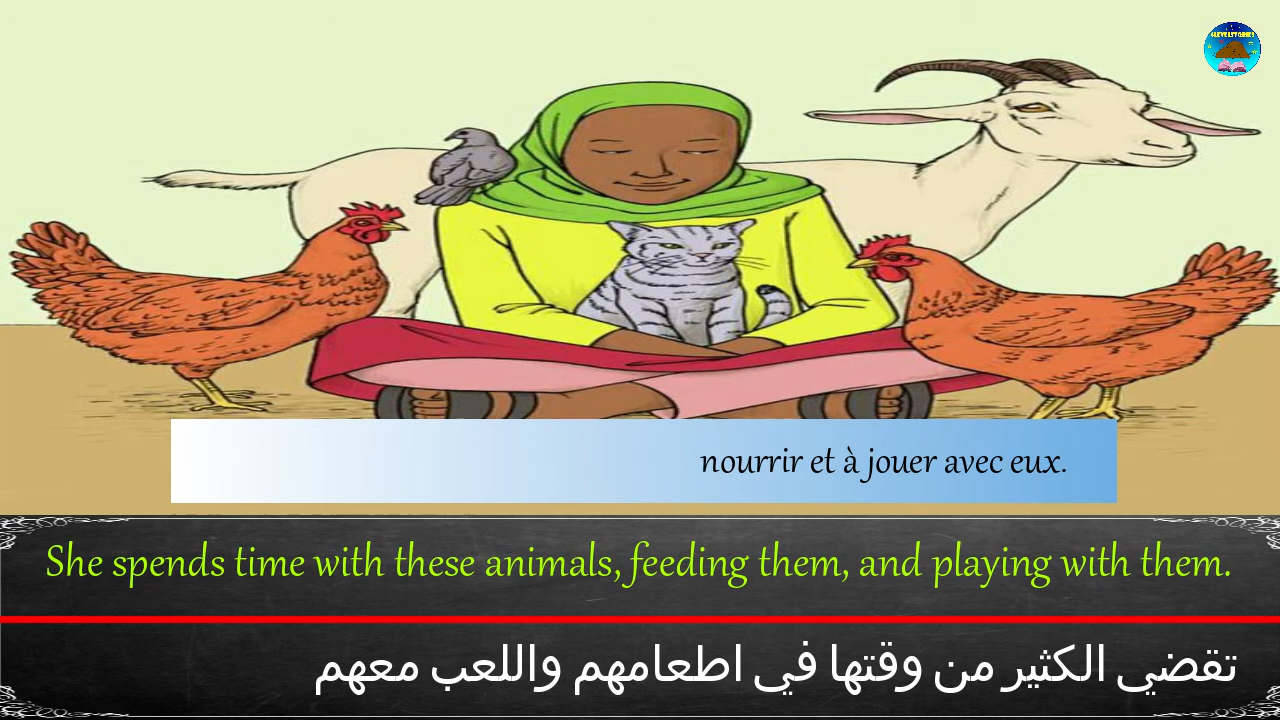 nourrir et à jouer avec eux.
She spends time with these animals, feeding them, and playing with them.
تقضي الكثير من وقتها في اطعامهم واللعب معهم